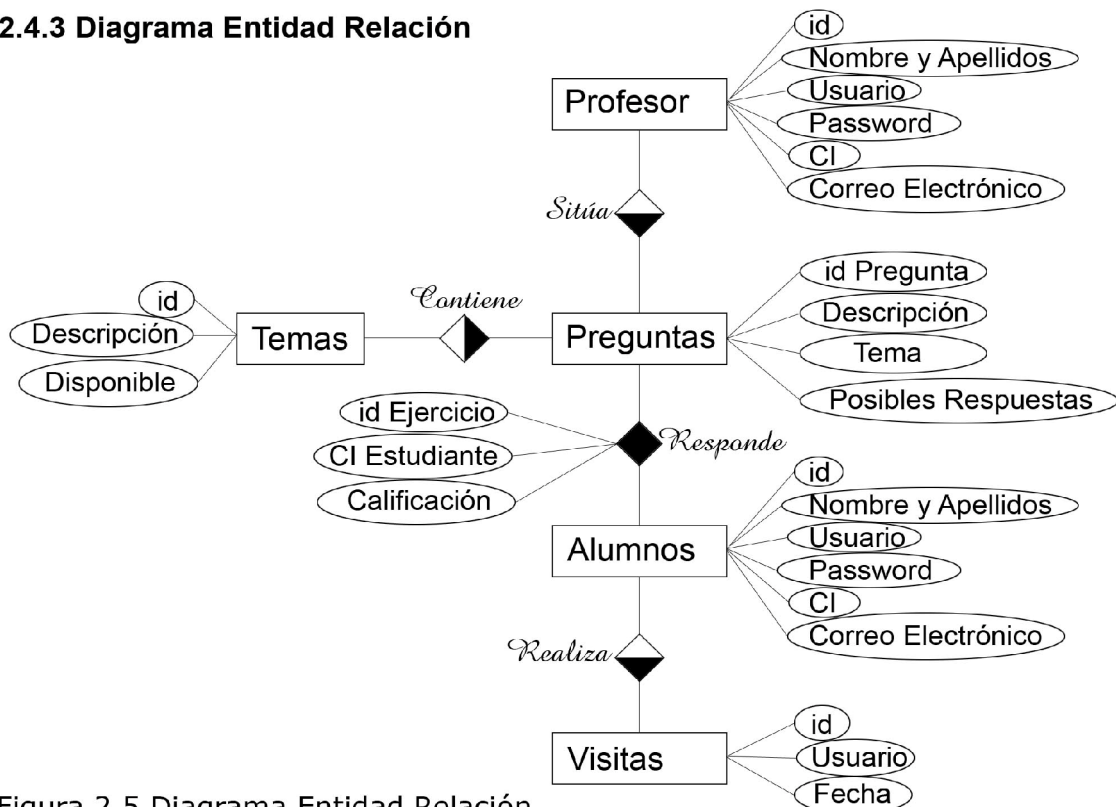 2.4.3 Diagrama Entidad Relación
id
Nombre y Apellidos
Usuario
Password
CI
Correo Electrónico
Profesor
Sitúa
id
Descripción
Disponible
Temas
Contiene
Preguntas
id Pregunta
Descripción
Tema
Posibles Respuestas
id Ejercicio
CI Estudiante
Calificación
Responde
Alumnos
id
Nombre y Apellidos
Usuario
Password
CI
Correo Electrónico
Realiza
Visitas
id
Usuario
Fecha
Figura 2.5 Diagrama Entidad Relación